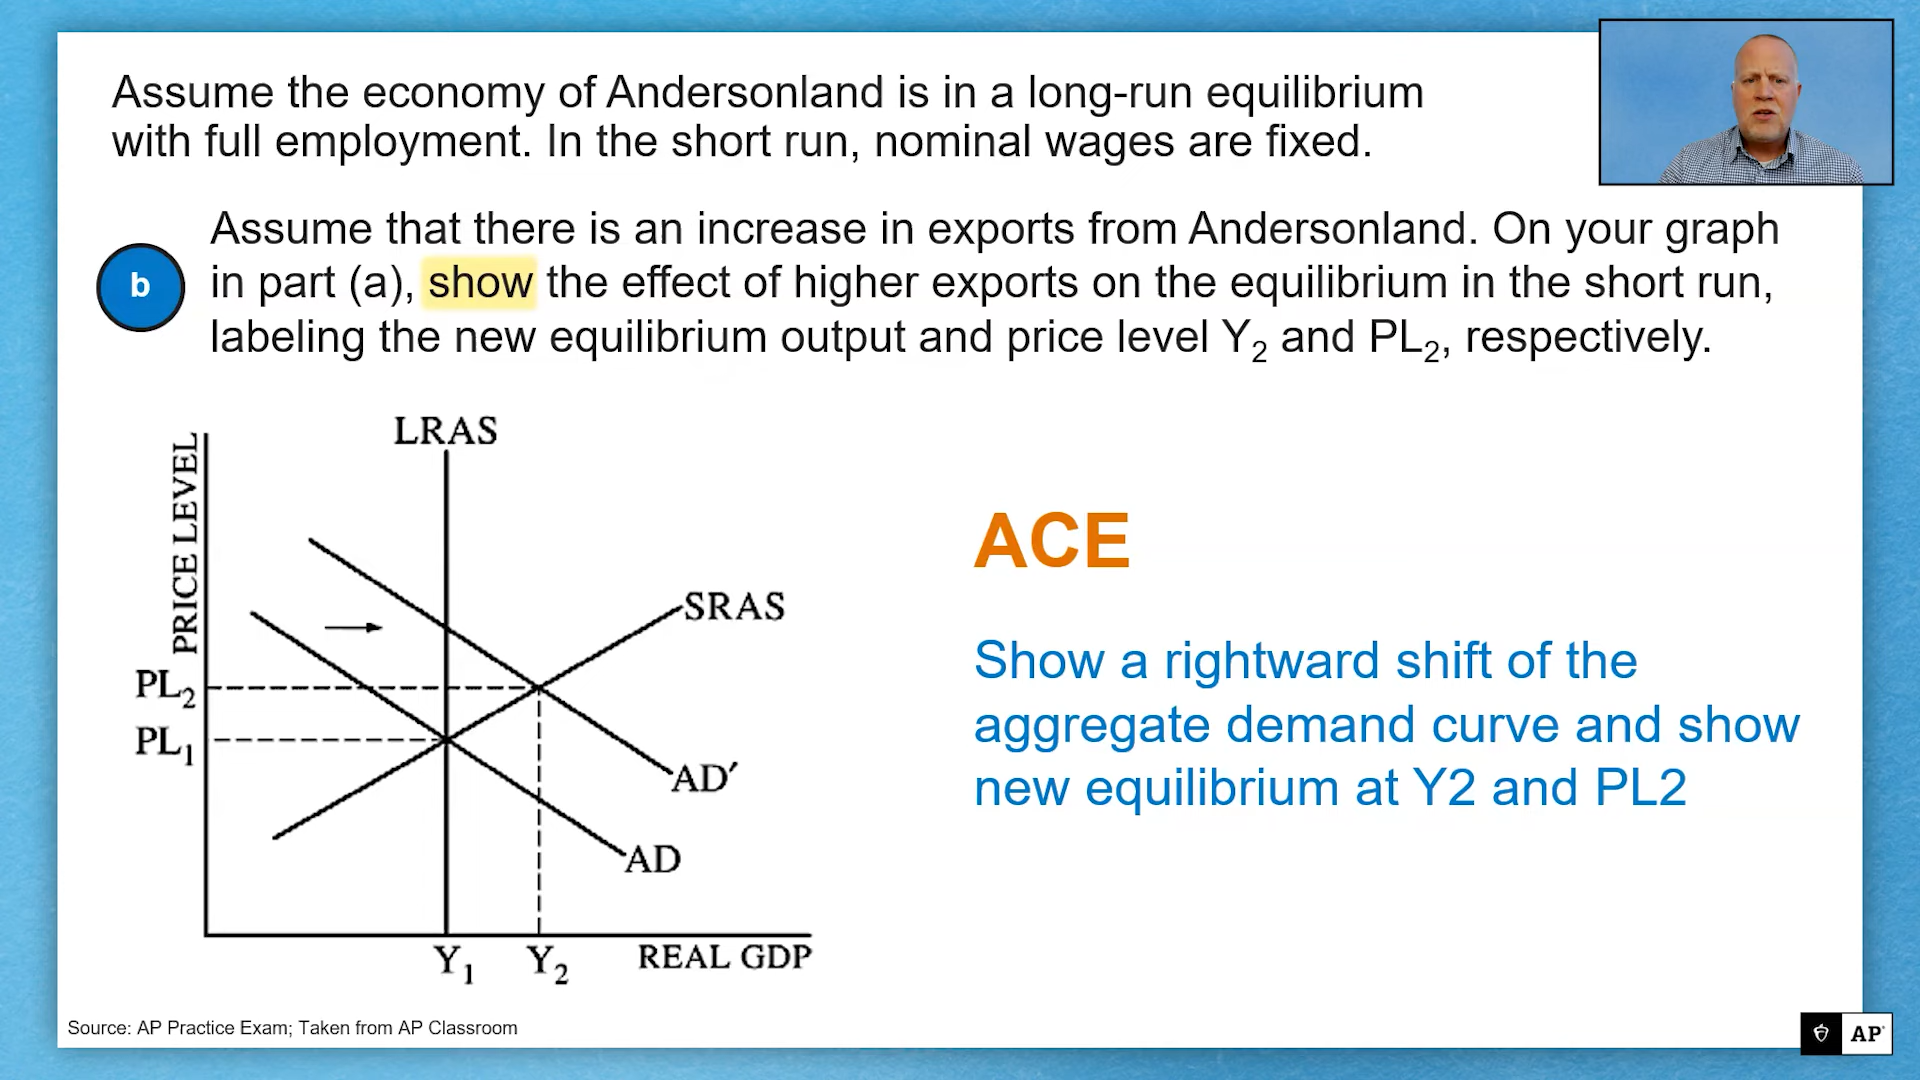 Assume the economy of Andersonland is in a long-run equilibrium
with full employment. In the short run, nominal wages are fixed.
b
Assume that there is an increase in exports from Andersonland. On your graph
in part (a), show the effect of higher exports on the equilibrium in the short run,
labeling the new equilibrium output and price level Y₂ and PL₂, respectively.
PRICE LEVEL
LRAS
SRAS
PL₂
PL₁
AD′
AD
Y₁
Y₂
REAL GDP
ACE
Show a rightward shift of the
aggregate demand curve and show
new equilibrium at Y2 and PL2
Source: AP Practice Exam; Taken from AP Classroom
AP